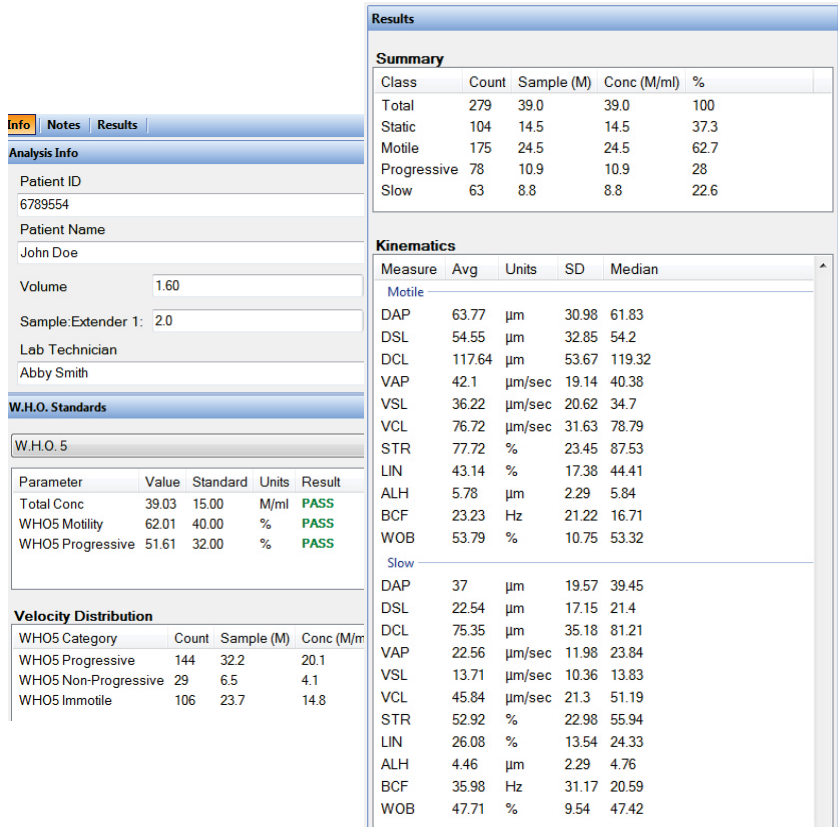 Info Notes Results
Analysis Info
Patient ID
6789554
Patient Name
John Doe
Volume 1.60
Sample:Extender 1: 2.0
Lab Technician
Abby Smith
W.H.O. Standards
W.H.O. 5
Parameter Value Standard Units Result
Total Conc 39.03 15.00 M/ml PASS
WHO5 Motility 62.01 40.00 % PASS
WHO5 Progressive 51.61 32.00 % PASS
Velocity Distribution
WHO5 Category Count Sample (M) Conc (M/m
WHO5 Progressive 144 32.2 20.1
WHO5 Non-Progressive 29 6.5 4.1
WHO5 Immotile 106 23.7 14.8
Results
Summary
Class Count Sample (M) Conc (M/ml) %
Total 279 39.0 39.0 100
Static 104 14.5 14.5 37.3
Motile 175 24.5 24.5 62.7
Progressive 78 10.9 10.9 28
Slow 63 8.8 8.8 22.6
Kinematics
Measure Avg Units SD Median
Motile
DAP 63.77 µm 30.98 61.83
DSL 54.55 µm 32.85 54.2
DCL 117.64 µm 53.67 119.32
VAP 42.1 µm/sec 19.14 40.38
VSL 36.22 µm/sec 20.62 34.7
VCL 76.72 µm/sec 31.63 78.79
STR 77.72 % 23.45 87.53
LIN 43.14 % 17.38 44.41
ALH 5.78 µm 2.29 5.84
BCF 23.23 Hz 21.22 16.71
WOB 53.79 % 10.75 53.32
Slow
DAP 37 µm 19.57 39.45
DSL 22.54 µm 17.15 21.4
DCL 75.35 µm 35.18 81.21
VAP 22.56 µm/sec 11.98 23.84
VSL 13.71 µm/sec 10.36 13.83
VCL 45.84 µm/sec 21.3 51.19
STR 52.92 % 22.98 55.94
LIN 26.08 % 13.54 24.33
ALH 4.46 µm 2.29 4.76
BCF 35.98 Hz 31.17 20.59
WOB 47.71 % 9.54 47.42